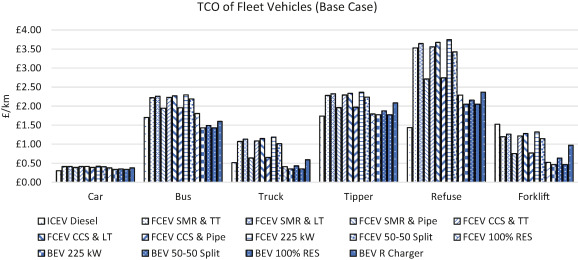 TCO of Fleet Vehicles (Base Case)
£4.00
£3.50
£3.00
£2.50
£2.00
£1.50
£1.00
£0.50
£0.00
£/km
Car Bus Truck Tipper Refuse Forklift
ICEV Diesel FCEV SMR & TT FCEV SMR & LT FCEV SMR & Pipe FCEV CCS & TT
FCEV CCS & LT FCEV CCS & Pipe FCEV 225 kW FCEV 50-50 Split FCEV 100% RES
BEV 225 kW BEV 50-50 Split BEV 100% RES BEV R Charger